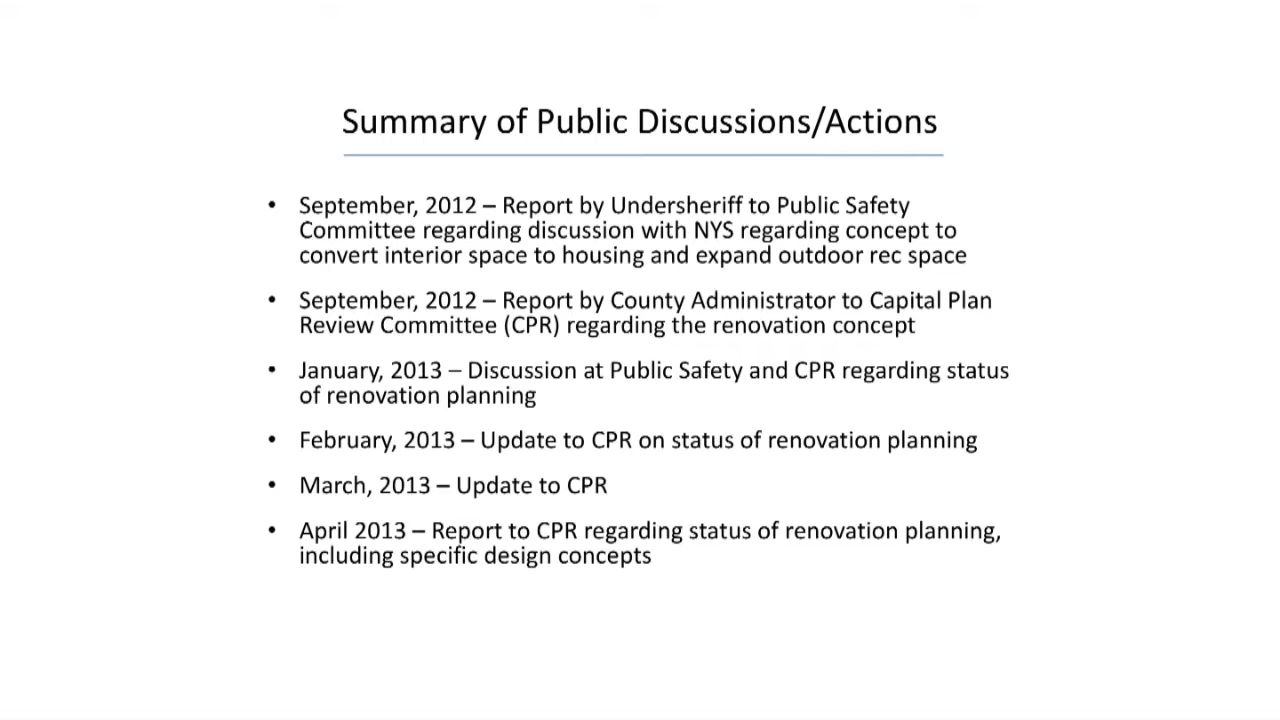 Summary of Public Discussions/Actions
• September, 2012 – Report by Undersheriff to Public Safety
Committee regarding discussion with NYS regarding concept to
convert interior space to housing and expand outdoor rec space
• September, 2012 – Report by County Administrator to Capital Plan
Review Committee (CPR) regarding the renovation concept
• January, 2013 – Discussion at Public Safety and CPR regarding status
of renovation planning
• February, 2013 – Update to CPR on status of renovation planning
• March, 2013 – Update to CPR
• April 2013 – Report to CPR regarding status of renovation planning,
including specific design concepts